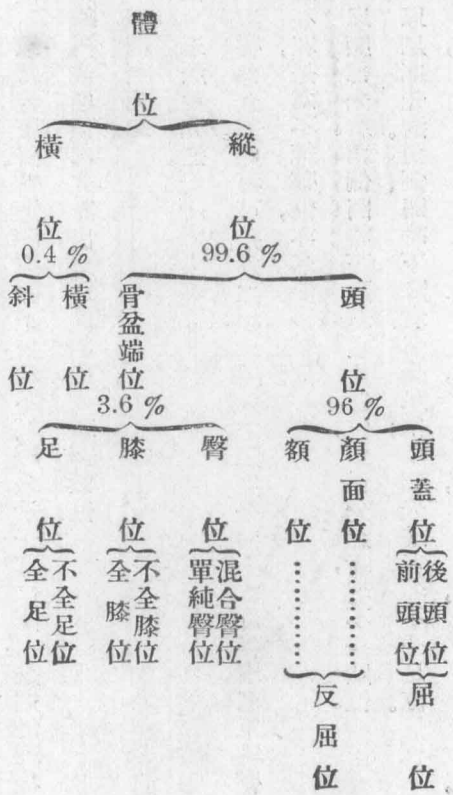 體位
縱位
99.6 %
橫位
0.4 %
頭位
96 %
骨盆端位
3.6 %
橫位
斜位
頭蓋位
顏面位
額位
臀位
膝位
足位
後頭位
前頭位
混合臀位
單純臀位
不全膝位
全膝位
不全足位
全足位
屈位
反屈位